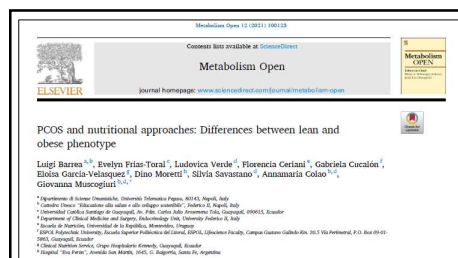 Metabolism Open 12 (2021) 100123
Contents lists available at ScienceDirect
Metabolism Open
journal homepage: www.sciencedirect.com/journal/metabolism-open
ELSEVIER
Metabolism
OPEN
PCOS and nutritional approaches: Differences between lean and
obese phenotype
Luigi Barrea a,b, Evelyn Frias-Toral c, Ludovica Verde d, Florencia Ceriani e, Gabriela Cucalón f,
Eloisa Garcia-Velasquez g, Dino Moretti h, Silvia Savastano d, Annamaria Colao b,d,
Giovanna Muscogiuri b,d,*
a Dipartimento di Scienze Umanistiche, Università Telematica Pegaso, 80143, Napoli, Italy
b Cattedra Unesco "Educazione alla salute e allo sviluppo sostenibile", Federico II, Napoli, Italy
c Universidad Católica Santiago de Guayaquil, Av. Pdte. Carlos Julio Arosemena Tola, Guayaquil, 090615, Ecuador
d Department of Clinical Medicine and Surgery, Endocrinology Unit, University Federico II, Italy
e Escuela de Nutrición, Universidad de la República, Montevideo, Uruguay
f ESPOL Polytechnic University, Escuela Superior Politécnica del Litoral, ESPOL, Lifescience Faculty, Campus Gustavo Galindo Km. 30.5 Vía Perimetral, P.O. Box 09-01-
5863, Guayaquil, Ecuador
g Clinical Nutrition Service, Grupo Hospitalario Kennedy, Guayaquil, Ecuador
h Hospital "Eva Perón", Avenida San Martín, 1645, G. Baigorria, Santa Fe, Argentina